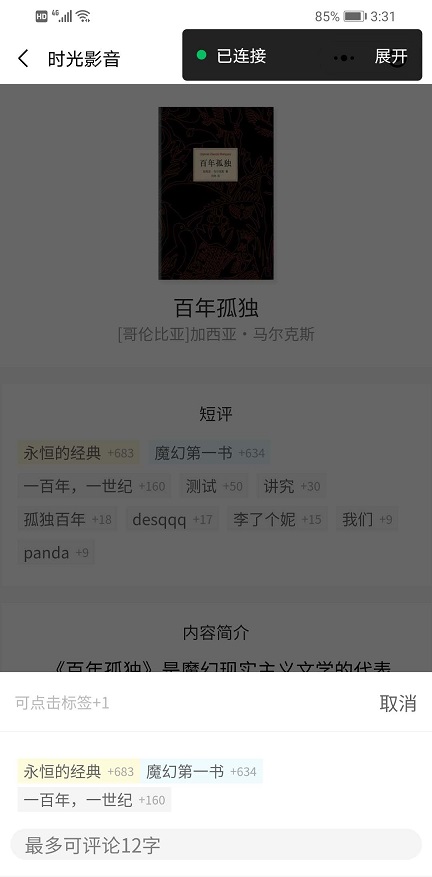 HD 4G 85% 3:31
时光影音
已连接 展开
百年孤独
百年孤独
[哥伦比亚]加西亚·马尔克斯
短评
永恒的经典 +683 魔幻第一书 +634
一百年，一世纪 +160 测试 +50 讲究 +30
孤独百年 +18 desqqq +17 李了个妮 +15 我们 +9
panda +9
内容简介
《百年孤独》是魔幻现实主义文学的代表
可点击标签+1 取消
永恒的经典 +683 魔幻第一书 +634
一百年，一世纪 +160
最多可评论12字